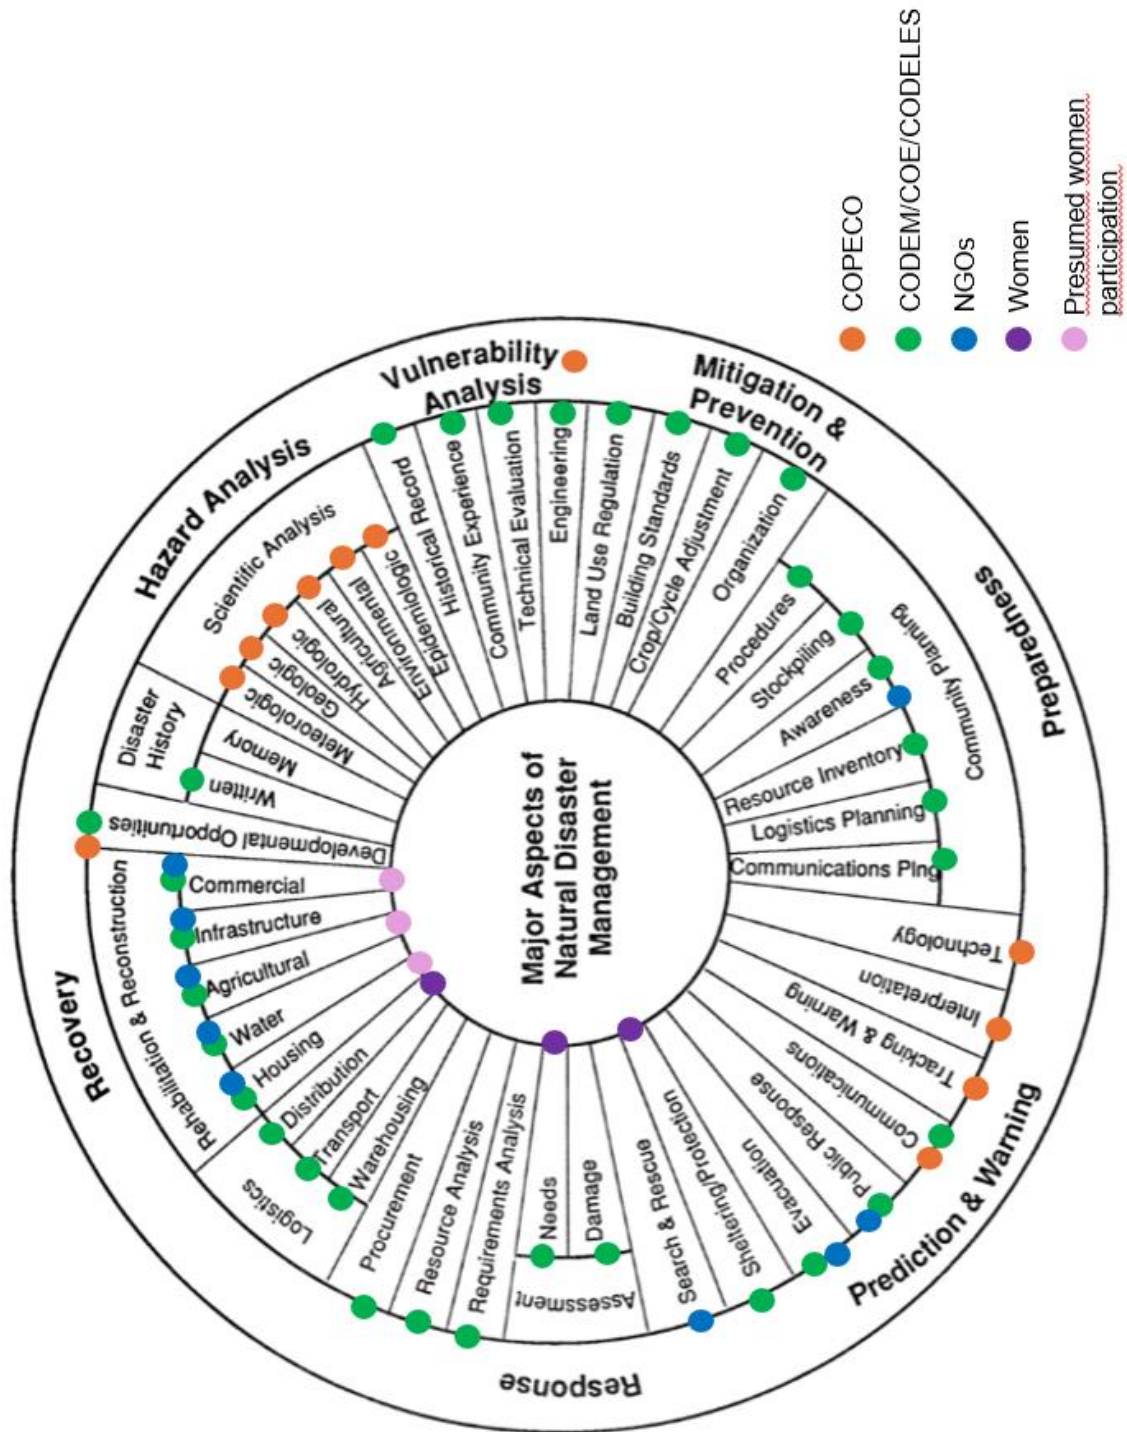 Major Aspects of
Natural Disaster
Management
Hazard Analysis
Disaster
History
Written
Memory
Scientific Analysis
Meteorologic
Geologic
Hydrologic
Agricultural
Environmental
Epidemiologic
Vulnerability
Analysis
Historical Record
Community Experience
Technical Evaluation
Mitigation &
Prevention
Engineering
Land Use Regulation
Building Standards
Crop/Cycle Adjustment
Preparedness
Organization
Community Planning
Procedures
Stockpiling
Awareness
Resource Inventory
Logistics Planning
Communications Plng
Prediction & Warning
Technology
Interpretation
Tracking & Warning
Communications
Public Response
Response
Evacuation
Sheltering/Protection
Search & Rescue
Assessment
Damage
Needs
Requirements Analysis
Resource Analysis
Procurement
Logistics
Warehousing
Transport
Distribution
Recovery
Rehabilitation & Reconstruction
Housing
Water
Agricultural
Infrastructure
Commercial
Developmental Opportunities
COPECO
CODEM/COE/CODELES
NGOs
Women
Presumed women
participation